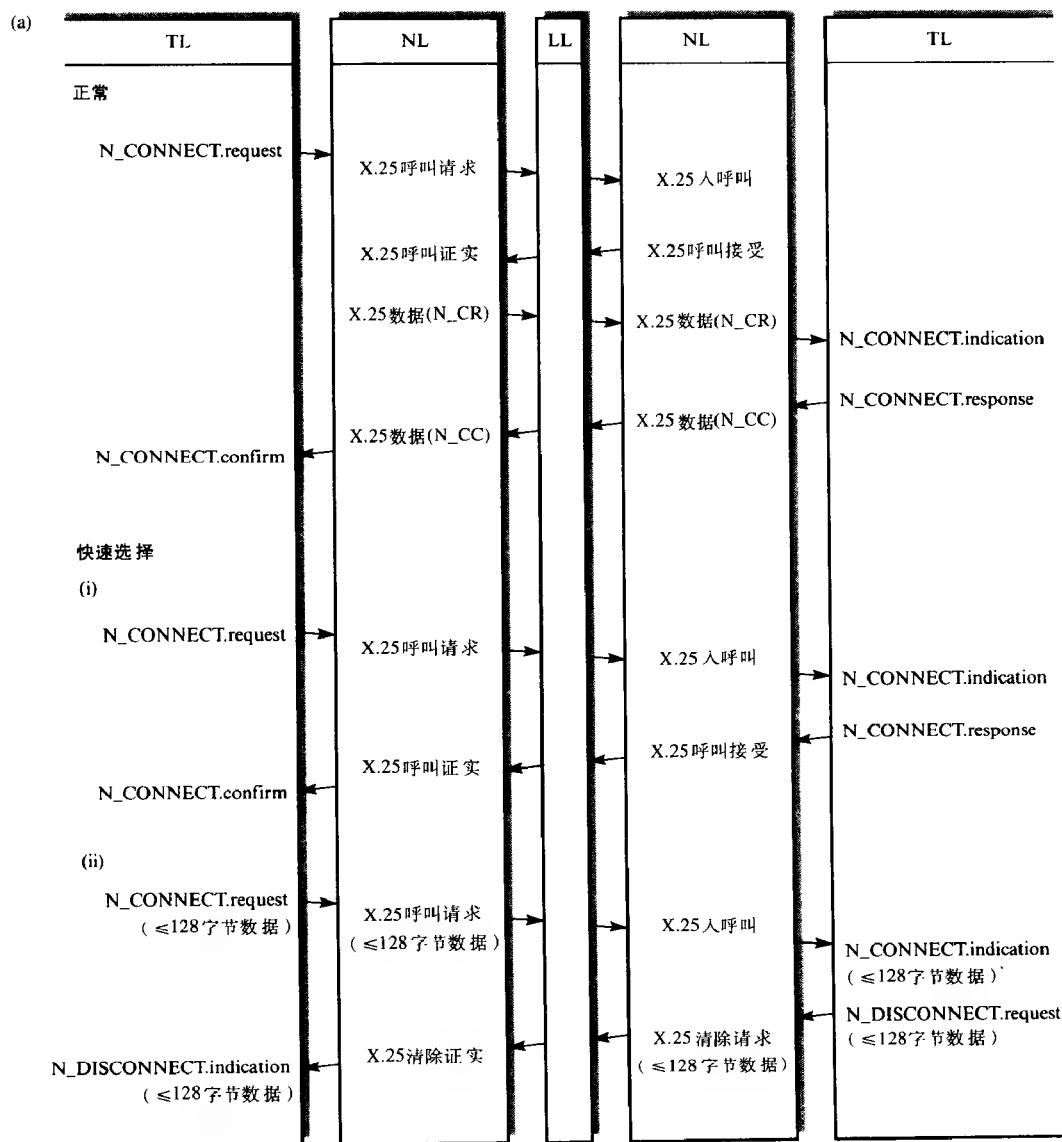 (a)
TL NL LL NL TL
正常
N_CONNECT.request
X.25呼叫请求
X.25人呼叫
X.25呼叫证实
X.25呼叫接受
X.25数据(N_CR)
X.25数据(N_CR)
N_CONNECT.indication
N_CONNECT.response
X.25数据(N_CC)
X.25数据(N_CC)
N_CONNECT.confirm
快速选择
(i)
N_CONNECT.request
X.25呼叫请求
X.25人呼叫
N_CONNECT.indication
N_CONNECT.response
X.25呼叫接受
X.25呼叫证实
N_CONNECT.confirm
(ii)
N_CONNECT.request
(≤128字节数据)
X.25呼叫请求
(≤128字节数据)
X.25人呼叫
N_CONNECT.indication
(≤128字节数据)
N_DISCONNECT.request
(≤128字节数据)
X.25清除请求
(≤128字节数据)
X.25清除证实
N_DISCONNECT.indication
(≤128字节数据)